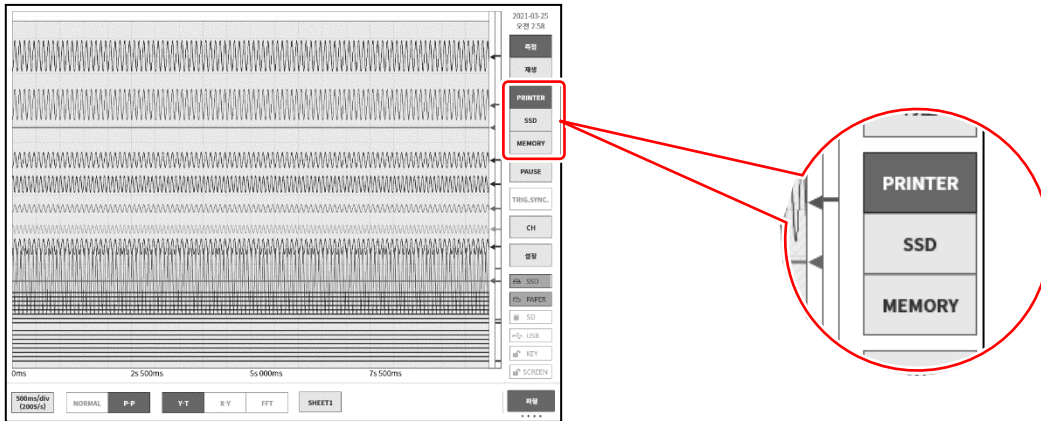 2021-03-25
오전 2.58
측정
재생
PRINTER
SSD
MEMORY
PAUSE
TRIG.SYNC.
CH
설정
SSD
PAPER
SD
USB
KEY
SCREEN
0ms 2s 500ms 5s 000ms 7s 500ms
500ms/div
(200S/s)
NORMAL P-P Y-T X-Y FFT SHEET1 파형
PRINTER
SSD
MEMORY